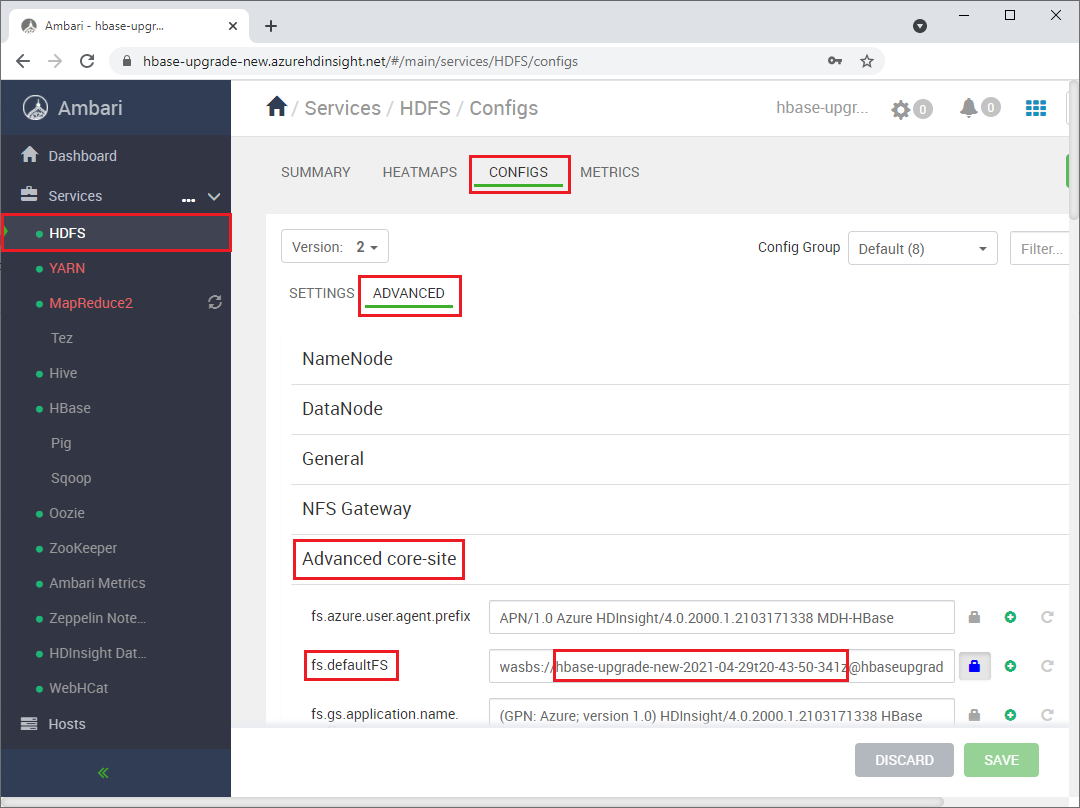 Ambari - hbase-upgr...
hbase-upgrade-new.azurehdinsight.net/#/main/services/HDFS/configs
Ambari
/ Services / HDFS / Configs
hbase-upgr...
0
0
Dashboard
Services
...
HDFS
YARN
MapReduce2
Tez
Hive
HBase
Pig
Sqoop
Oozie
ZooKeeper
Ambari Metrics
Zeppelin Note...
HDInsight Dat...
WebHCat
Hosts
SUMMARY
HEATMAPS
CONFIGS
METRICS
Version: 2
Config Group
Default (8)
Filter...
SETTINGS
ADVANCED
NameNode
DataNode
General
NFS Gateway
Advanced core-site
fs.azure.user.agent.prefix
APN/1.0 Azure HDInsight/4.0.2000.1.2103171338 MDH-HBase
fs.defaultFS
wasbs://hbase-upgrade-new-2021-04-29t20-43-50-341z@hbaseupgrad
fs.gs.application.name.
(GPN: Azure; version 1.0) HDInsight/4.0.2000.1.2103171338 HBase
DISCARD
SAVE